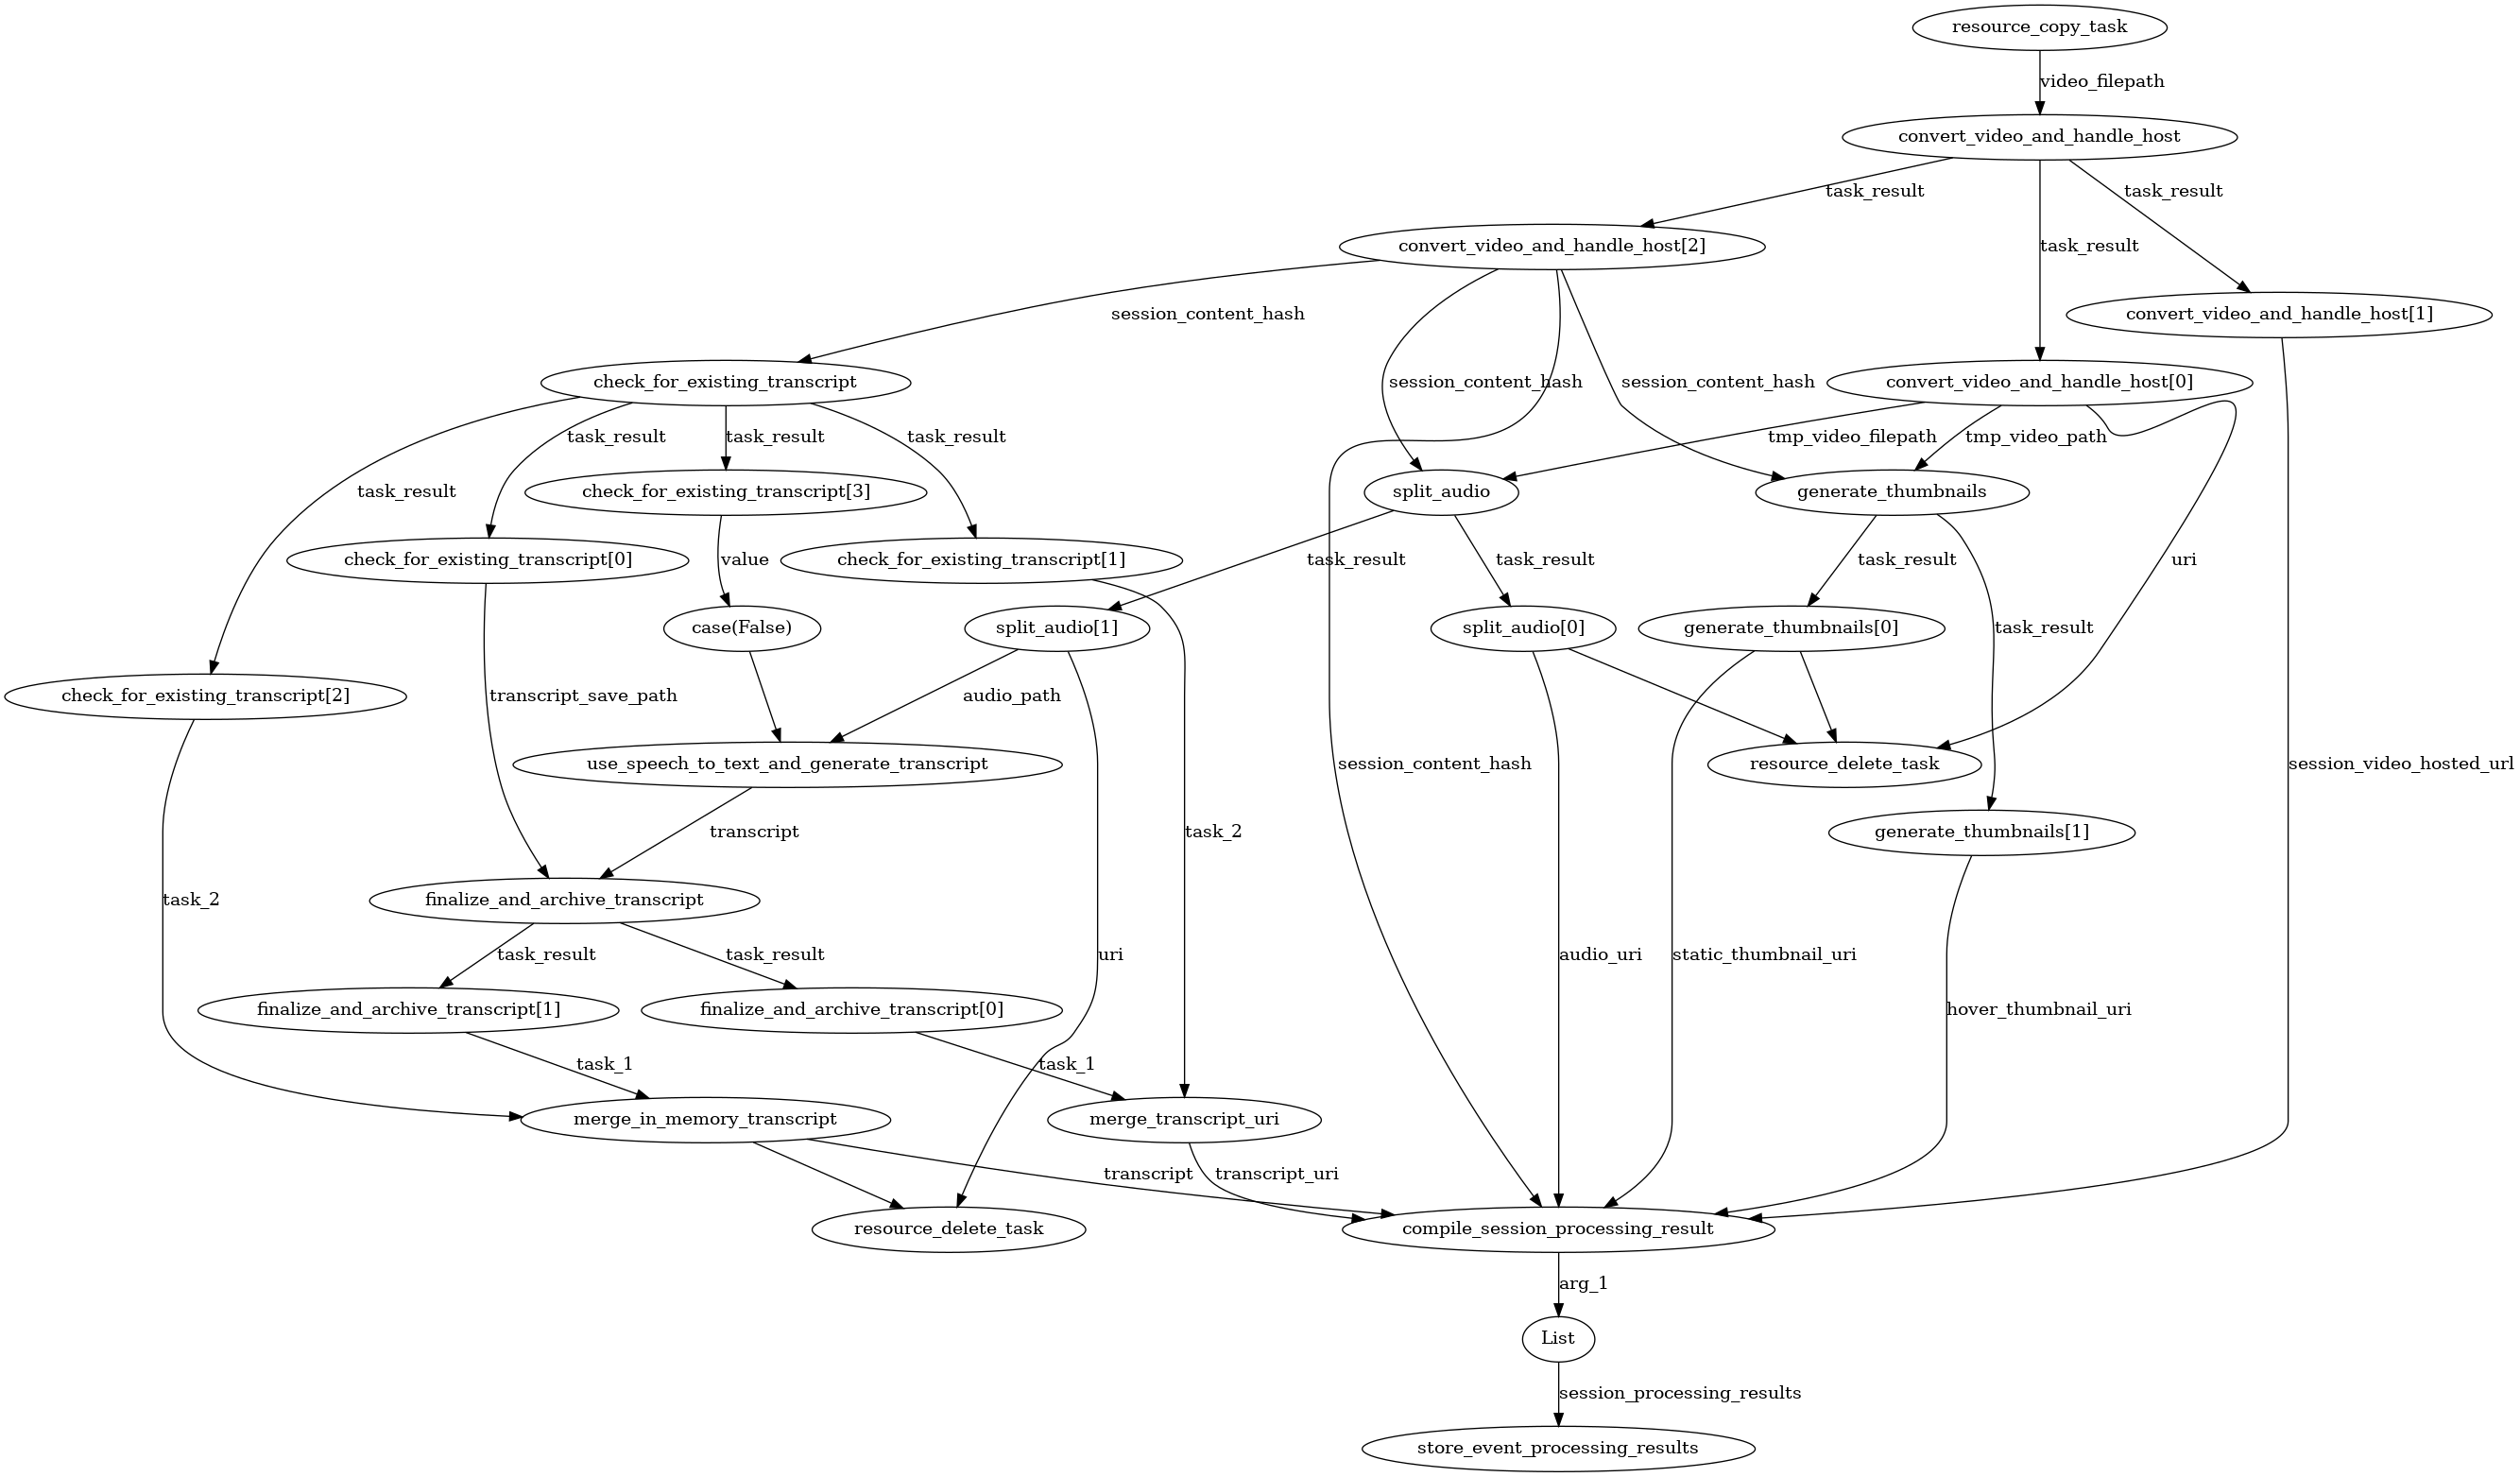 resource_copy_task
video_filepath
convert_video_and_handle_host
task_result
task_result
task_result
convert_video_and_handle_host[2]
convert_video_and_handle_host[1]
session_content_hash
check_for_existing_transcript
session_content_hash
session_content_hash
convert_video_and_handle_host[0]
task_result
task_result
task_result
tmp_video_filepath
tmp_video_path
task_result
check_for_existing_transcript[3]
split_audio
generate_thumbnails
check_for_existing_transcript[0]
value
check_for_existing_transcript[1]
task_result
task_result
task_result
uri
case(False)
split_audio[1]
split_audio[0]
generate_thumbnails[0]
task_result
check_for_existing_transcript[2]
transcript_save_path
audio_path
use_speech_to_text_and_generate_transcript
session_content_hash
resource_delete_task
session_video_hosted_url
transcript
task_2
generate_thumbnails[1]
task_2
finalize_and_archive_transcript
task_result
task_result
uri
audio_uri
static_thumbnail_uri
finalize_and_archive_transcript[1]
finalize_and_archive_transcript[0]
hover_thumbnail_uri
task_1
task_1
merge_in_memory_transcript
merge_transcript_uri
transcript
transcript_uri
resource_delete_task
compile_session_processing_result
arg_1
List
session_processing_results
store_event_processing_results